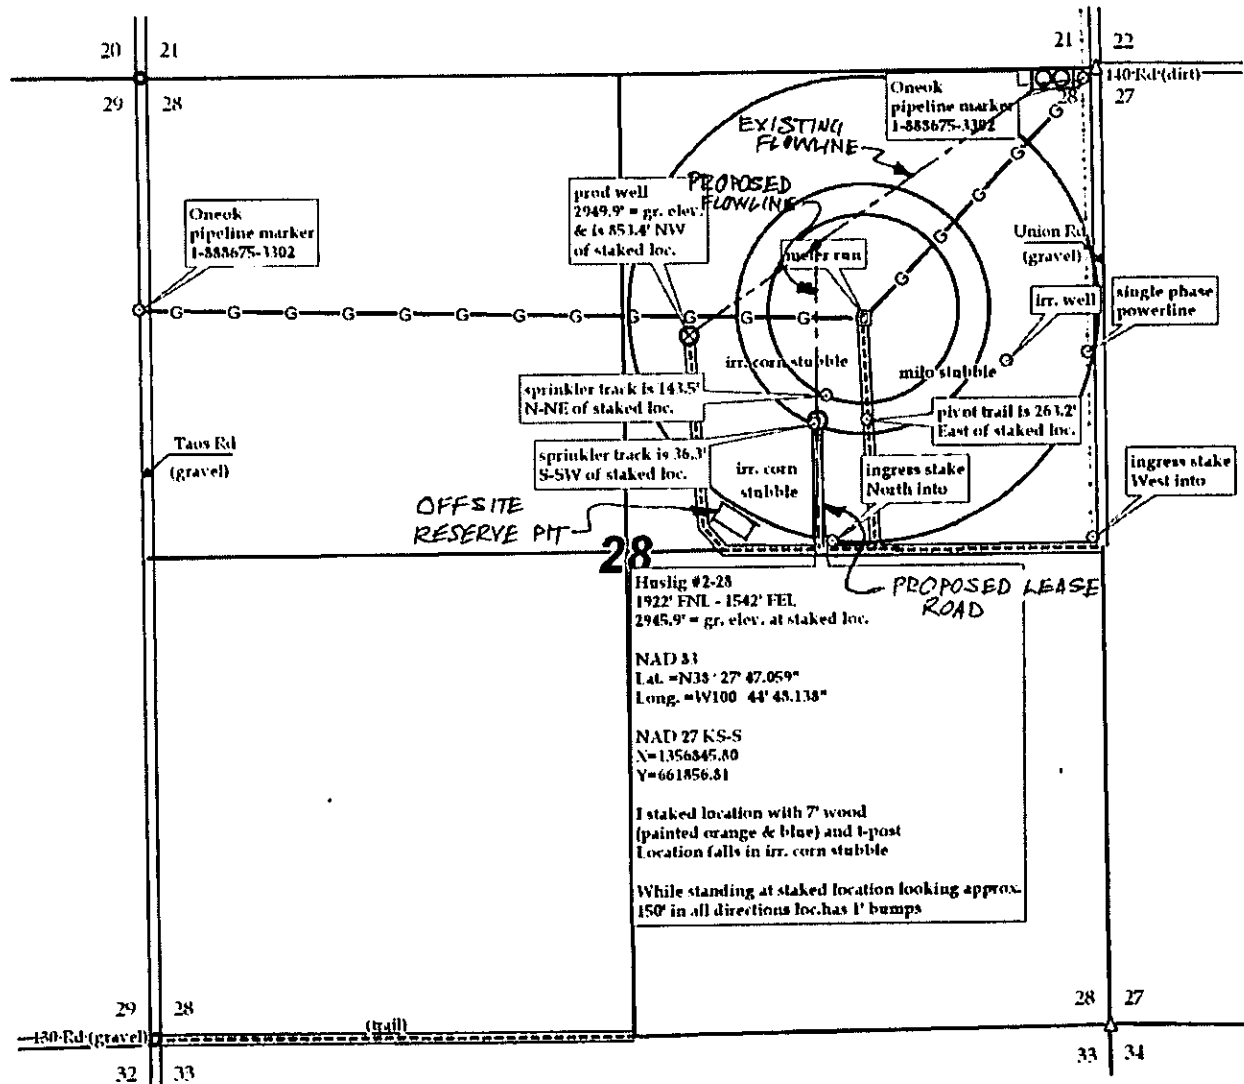 20 21
21 22
140 Rd (dirt)
29 28
28 27
Oneok
pipeline marker
1-888675-3302
EXISTING
FLOWLINE
G
G
prod well
2949.9' = gr. elev.
& is 853.4' NW
of staked loc.
PROPOSED
FLOWLINE
G
Oneok
pipeline marker
1-888675-3302
G
Union Rd
(gravel)
meter run
G
irr. well
single phase
powerline
G G G G G G G G G G G G
irr. corn stubble
milo stubble
sprinkler track is 143.5'
N-NE of staked loc.
pivot trail is 263.2'
East of staked loc.
Taos Rd
(gravel)
sprinkler track is 36.3'
S-SW of staked loc.
irr. corn
stubble
ingress stake
North into
ingress stake
West into
OFFSITE
RESERVE PIT
28
PROPOSED LEASE
ROAD
Huslig #2-28
1922' FNL - 1542' FEL
2945.9' = gr. elev. at staked loc.
NAD 83
Lat. =N38° 27' 47.059"
Long. =W100 44' 48.138"
NAD 27 KS-S
X=1356845.80
Y=661856.81
I staked location with 7' wood
(painted orange & blue) and t-post
Location falls in irr. corn stubble
While standing at staked location looking approx.
150' in all directions loc.has 1' bumps
29 28
28 27
(trail)
130 Rd (gravel)
32 33
33 34